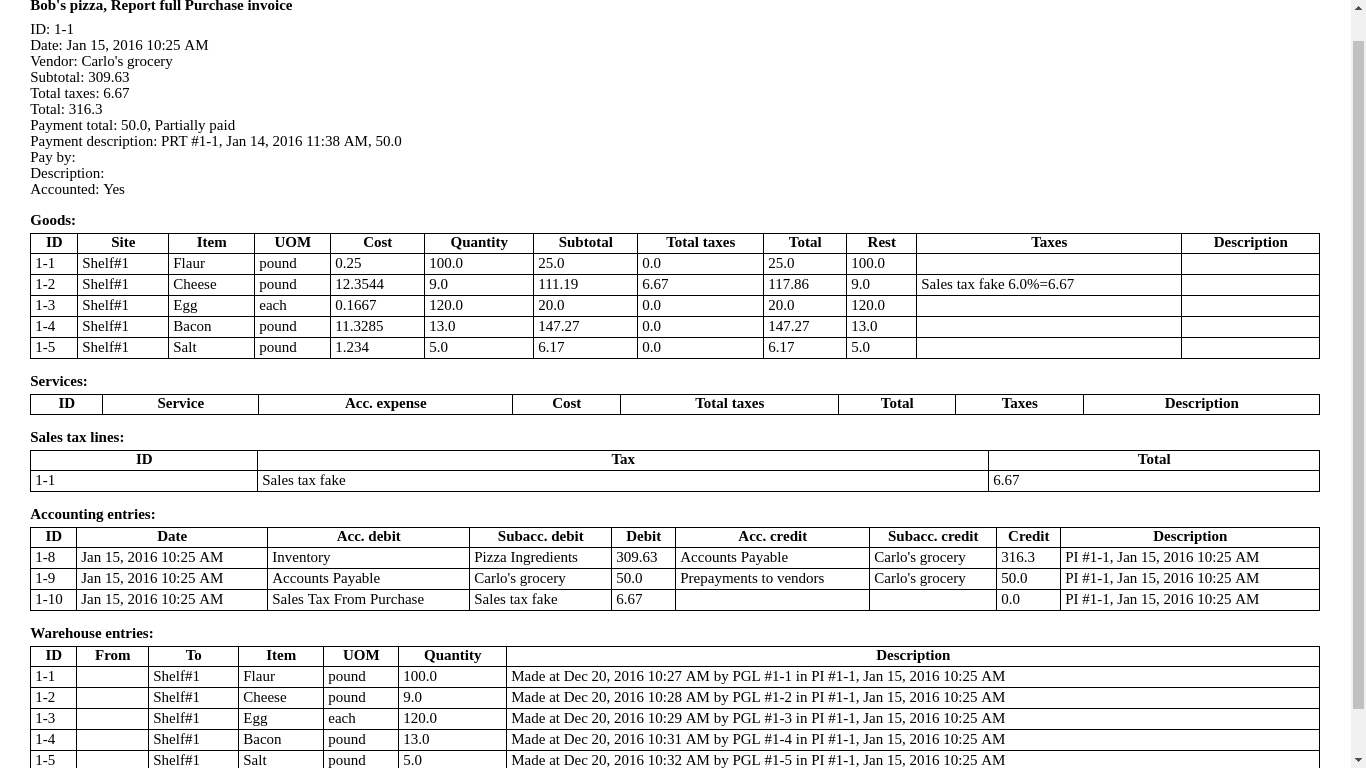 Bob's pizza, Report full Purchase invoice
ID: 1-1
Date: Jan 15, 2016 10:25 AM
Vendor: Carlo's grocery
Subtotal: 309.63
Total taxes: 6.67
Total: 316.3
Payment total: 50.0, Partially paid
Payment description: PRT #1-1, Jan 14, 2016 11:38 AM, 50.0
Pay by:
Description:
Accounted: Yes
Goods:
ID Site Item UOM Cost Quantity Subtotal Total taxes Total Rest Taxes Description
1-1 Shelf#1 Flaur pound 0.25 100.0 25.0 0.0 25.0 100.0
1-2 Shelf#1 Cheese pound 12.3544 9.0 111.19 6.67 117.86 9.0 Sales tax fake 6.0%=6.67
1-3 Shelf#1 Egg each 0.1667 120.0 20.0 0.0 20.0 120.0
1-4 Shelf#1 Bacon pound 11.3285 13.0 147.27 0.0 147.27 13.0
1-5 Shelf#1 Salt pound 1.234 5.0 6.17 0.0 6.17 5.0
Services:
ID Service Acc. expense Cost Total taxes Total Taxes Description
Sales tax lines:
ID Tax Total
1-1 Sales tax fake 6.67
Accounting entries:
ID Date Acc. debit Subacc. debit Debit Acc. credit Subacc. credit Credit Description
1-8 Jan 15, 2016 10:25 AM Inventory Pizza Ingredients 309.63 Accounts Payable Carlo's grocery 316.3 PI #1-1, Jan 15, 2016 10:25 AM
1-9 Jan 15, 2016 10:25 AM Accounts Payable Carlo's grocery 50.0 Prepayments to vendors Carlo's grocery 50.0 PI #1-1, Jan 15, 2016 10:25 AM
1-10 Jan 15, 2016 10:25 AM Sales Tax From Purchase Sales tax fake 6.67 0.0 PI #1-1, Jan 15, 2016 10:25 AM
Warehouse entries:
ID From To Item UOM Quantity Description
1-1 Shelf#1 Flaur pound 100.0 Made at Dec 20, 2016 10:27 AM by PGL #1-1 in PI #1-1, Jan 15, 2016 10:25 AM
1-2 Shelf#1 Cheese pound 9.0 Made at Dec 20, 2016 10:28 AM by PGL #1-2 in PI #1-1, Jan 15, 2016 10:25 AM
1-3 Shelf#1 Egg each 120.0 Made at Dec 20, 2016 10:29 AM by PGL #1-3 in PI #1-1, Jan 15, 2016 10:25 AM
1-4 Shelf#1 Bacon pound 13.0 Made at Dec 20, 2016 10:31 AM by PGL #1-4 in PI #1-1, Jan 15, 2016 10:25 AM
1-5 Shelf#1 Salt pound 5.0 Made at Dec 20, 2016 10:32 AM by PGL #1-5 in PI #1-1, Jan 15, 2016 10:25 AM